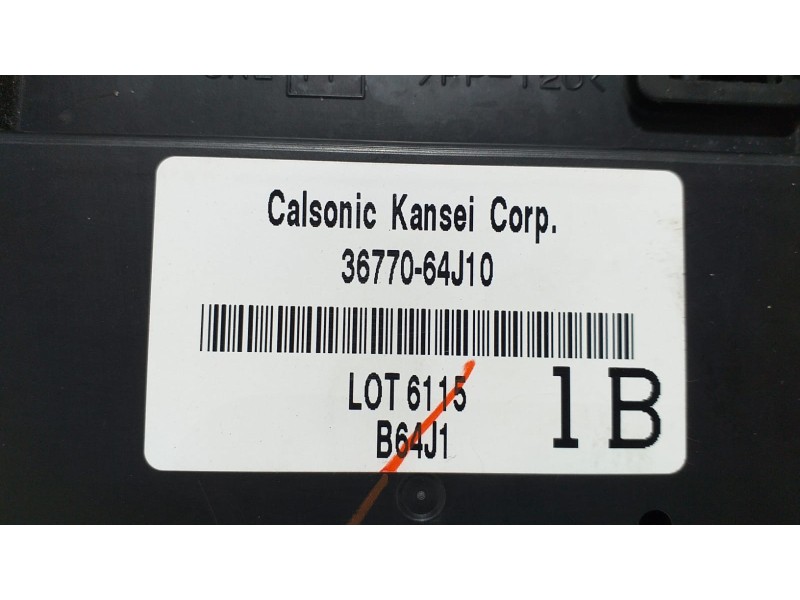 Calsonic Kansei Corp.
36770-64J10
LOT 6115
B64J1
1B